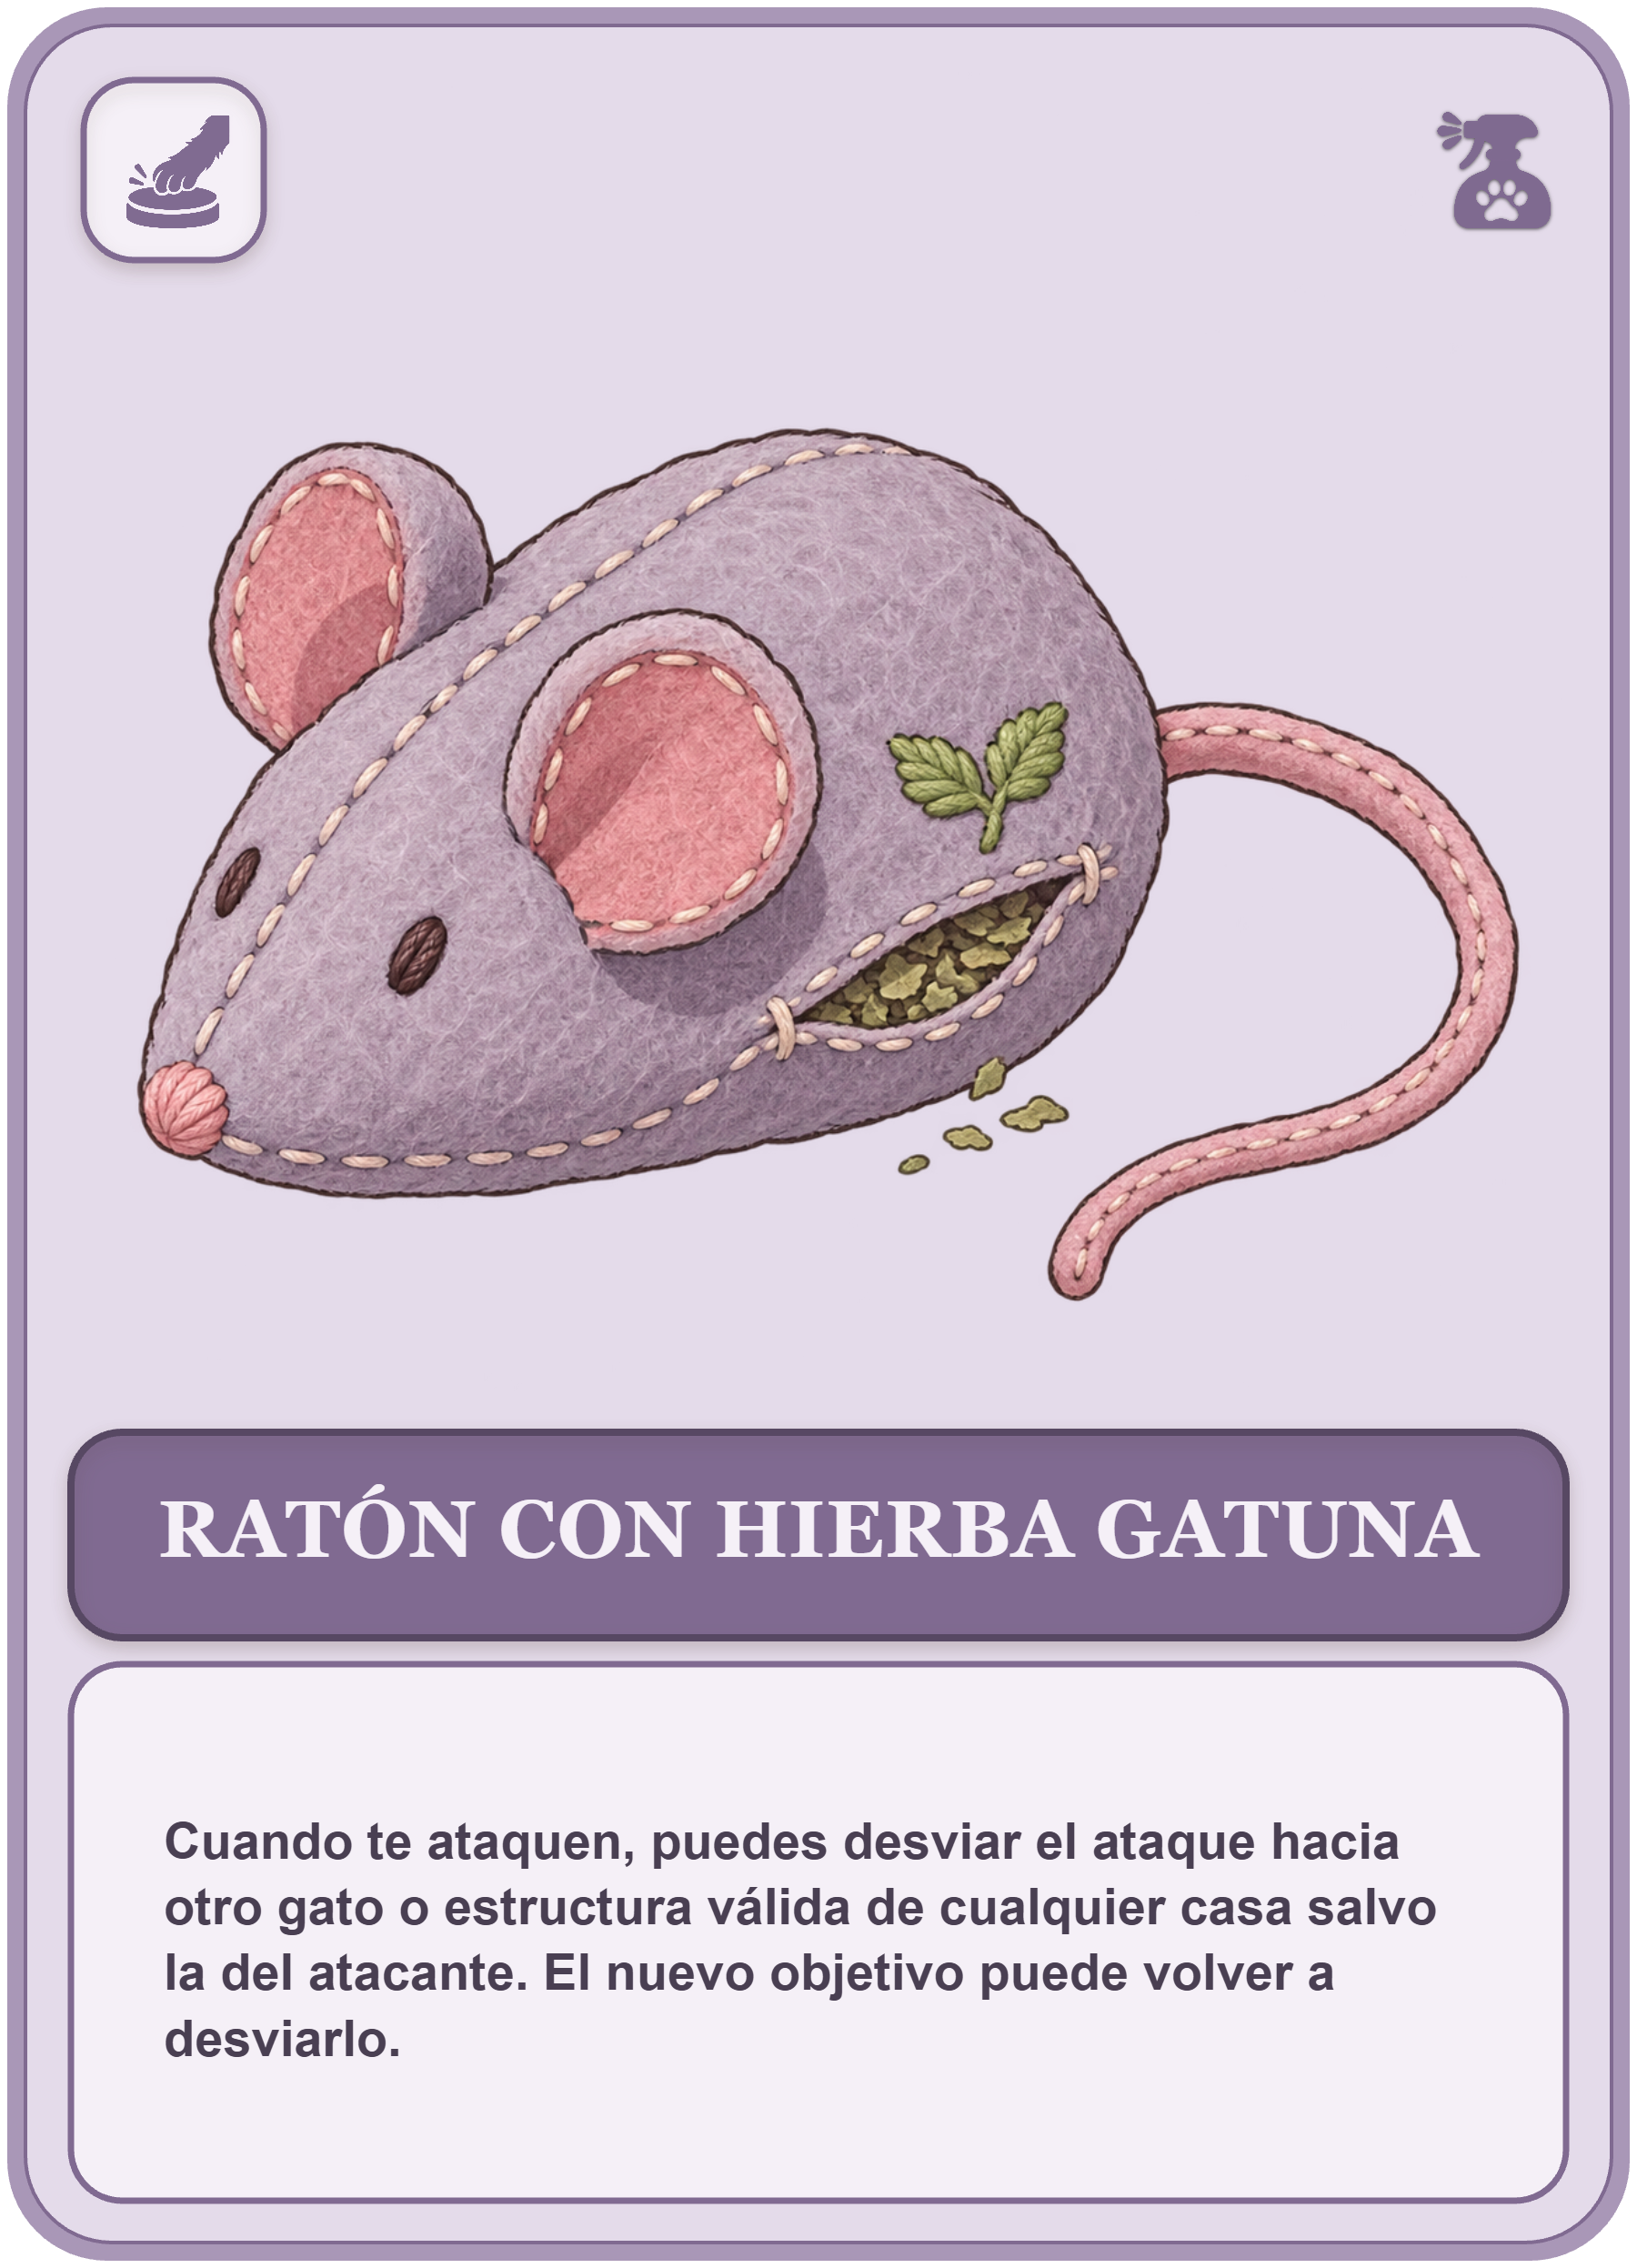 RATÓN CON HIERBA GATUNA
Cuando te ataquen, puedes desviar el ataque hacia
otro gato o estructura válida de cualquier casa salvo
la del atacante. El nuevo objetivo puede volver a
desviarlo.